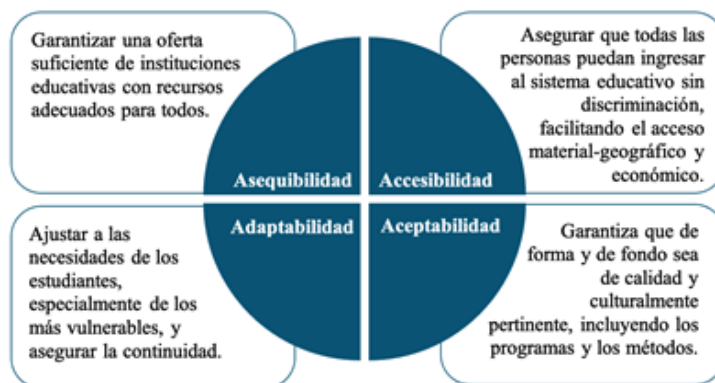 Garantizar una oferta
suficiente de instituciones
educativas con recursos
adecuados para todos.
Asegurar que todas las
personas puedan ingresar
al sistema educativo sin
discriminación,
facilitando el acceso
material-geográfico y
económico.
Asequibilidad
Accesibilidad
Adaptabilidad
Aceptabilidad
Ajustar a las
necesidades de los
estudiantes,
especialmente de los
más vulnerables, y
asegurar la continuidad.
Garantiza que de
forma y de fondo sea
de calidad y
culturalmente
pertinente, incluyendo los
programas y los métodos.